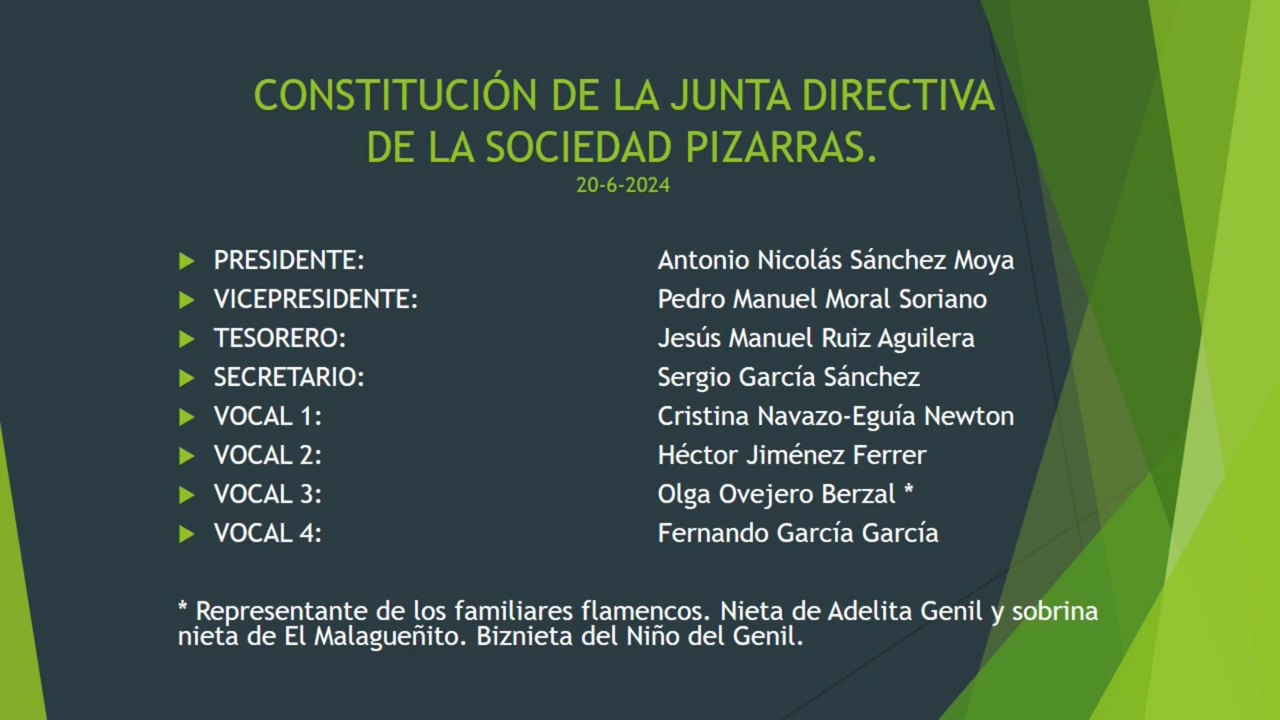 CONSTITUCIÓN DE LA JUNTA DIRECTIVA
DE LA SOCIEDAD PIZARRAS.
20-6-2024
PRESIDENTE: Antonio Nicolás Sánchez Moya
VICEPRESIDENTE: Pedro Manuel Moral Soriano
TESORERO: Jesús Manuel Ruiz Aguilera
SECRETARIO: Sergio García Sánchez
VOCAL 1: Cristina Navazo-Eguía Newton
VOCAL 2: Héctor Jiménez Ferrer
VOCAL 3: Olga Ovejero Berzal *
VOCAL 4: Fernando García García
* Representante de los familiares flamencos. Nieta de Adelita Genil y sobrina
nieta de El Malagueñito. Biznieta del Niño del Genil.